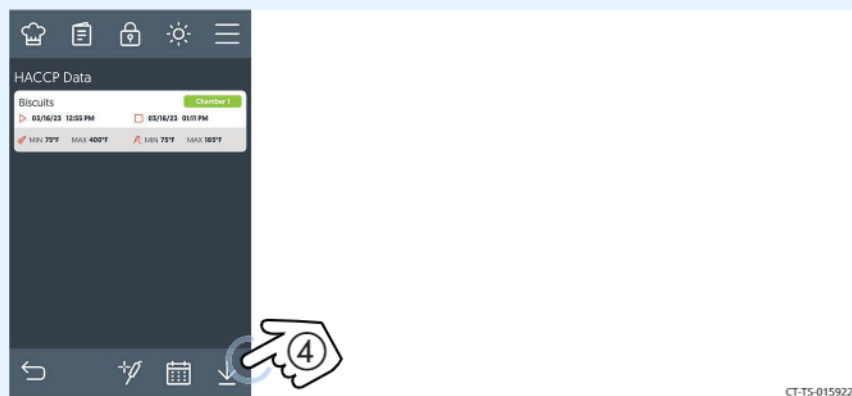 HACCP Data
Biscuits
Chamber 1
03/16/23 12:55 PM
03/16/23 01:11 PM
MIN 75°F MAX 400°F
MIN 75°F MAX 165°F
4
CT-TS-015922